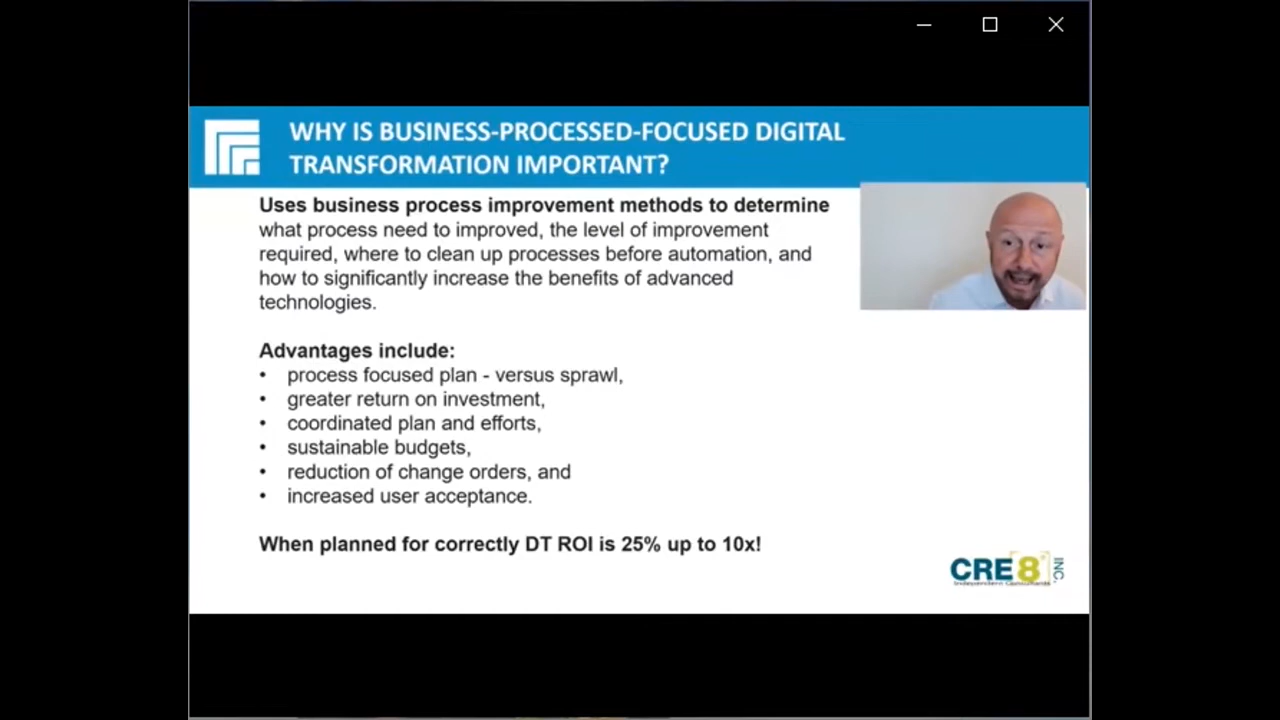 WHY IS BUSINESS-PROCESSED-FOCUSED DIGITAL
TRANSFORMATION IMPORTANT?
Uses business process improvement methods to determine
what process need to improved, the level of improvement
required, where to clean up processes before automation, and
how to significantly increase the benefits of advanced
technologies.
Advantages include:
• process focused plan - versus sprawl,
• greater return on investment,
• coordinated plan and efforts,
• sustainable budgets,
• reduction of change orders, and
• increased user acceptance.
When planned for correctly DT ROI is 25% up to 10x!
CRE8 INC.
Independent Consultants